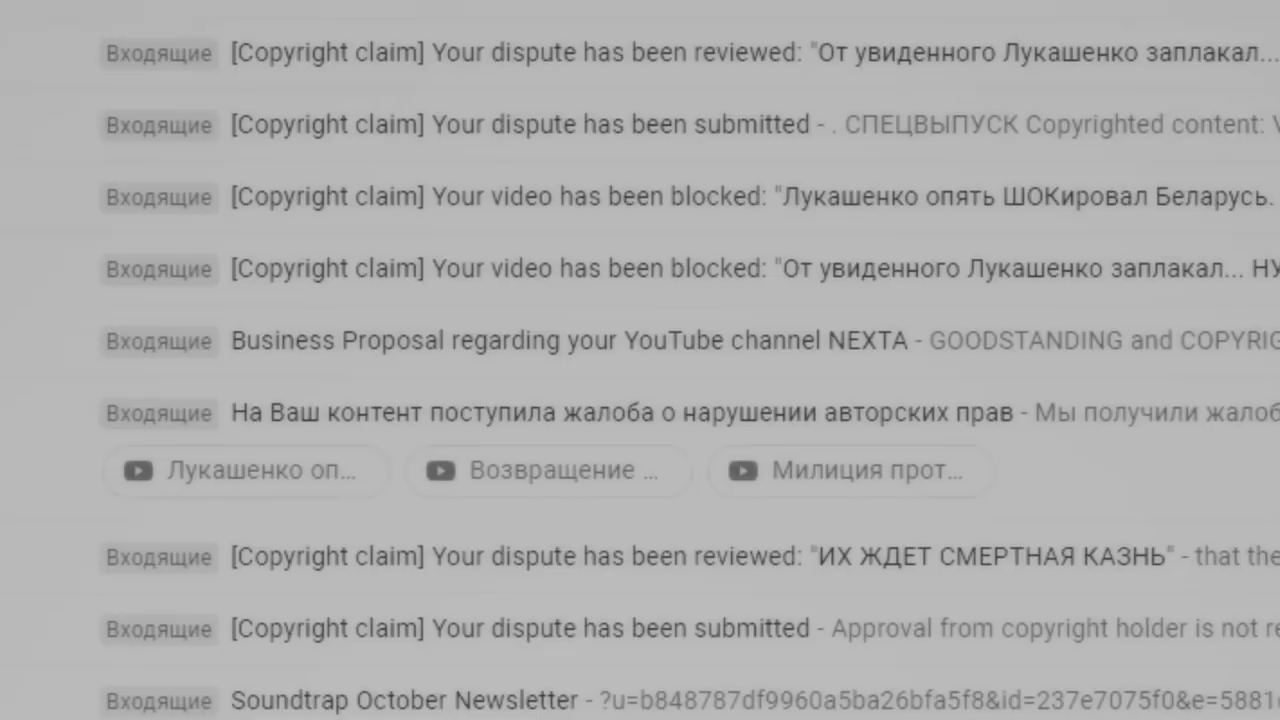 Входящие [Copyright claim] Your dispute has been reviewed: "От увиденного Лукашенко заплакал...
Входящие [Copyright claim] Your dispute has been submitted - . СПЕЦВЫПУСК Copyrighted content:
Входящие [Copyright claim] Your video has been blocked: "Лукашенко опять ШОКировал Беларусь.
Входящие [Copyright claim] Your video has been blocked: "От увиденного Лукашенко заплакал... НУ
Входящие Business Proposal regarding your YouTube channel NEXTA - GOODSTANDING and COPYRIG
Входящие На Ваш контент поступила жалоба о нарушении авторских прав - Мы получили жалоб
Лукашенко оп... Возвращение ... Милиция прот...
Входящие [Copyright claim] Your dispute has been reviewed: "ИХ ЖДЕТ СМЕРТНАЯ КАЗНЬ" - that the
Входящие [Copyright claim] Your dispute has been submitted - Approval from copyright holder is not re
Входящие Soundtrap October Newsletter - ?u=b848787df9960a5ba26bfa5f8&id=237e7075f0&e=5881